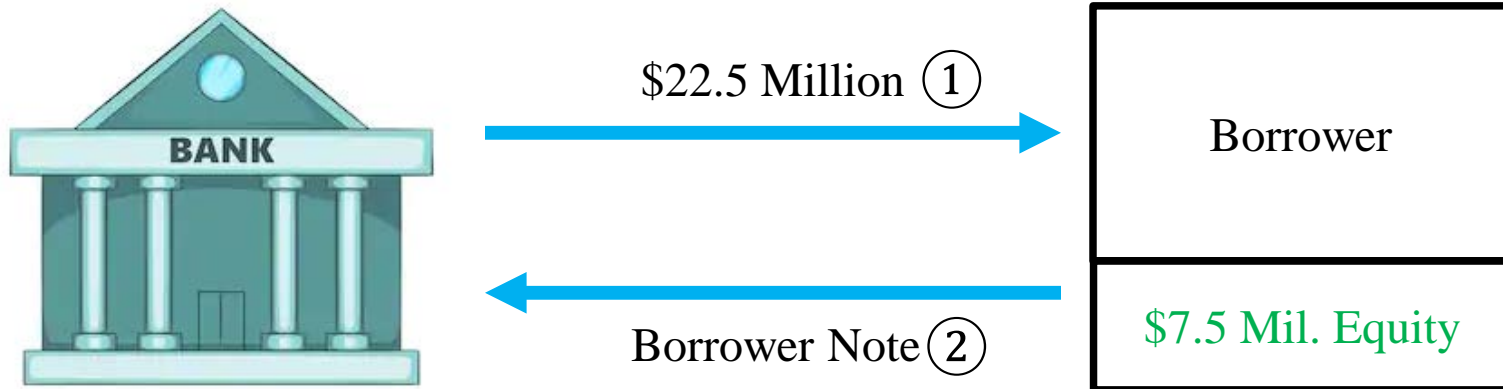 BANK
$22.5 Million ①
Borrower
Borrower Note ②
$7.5 Mil. Equity